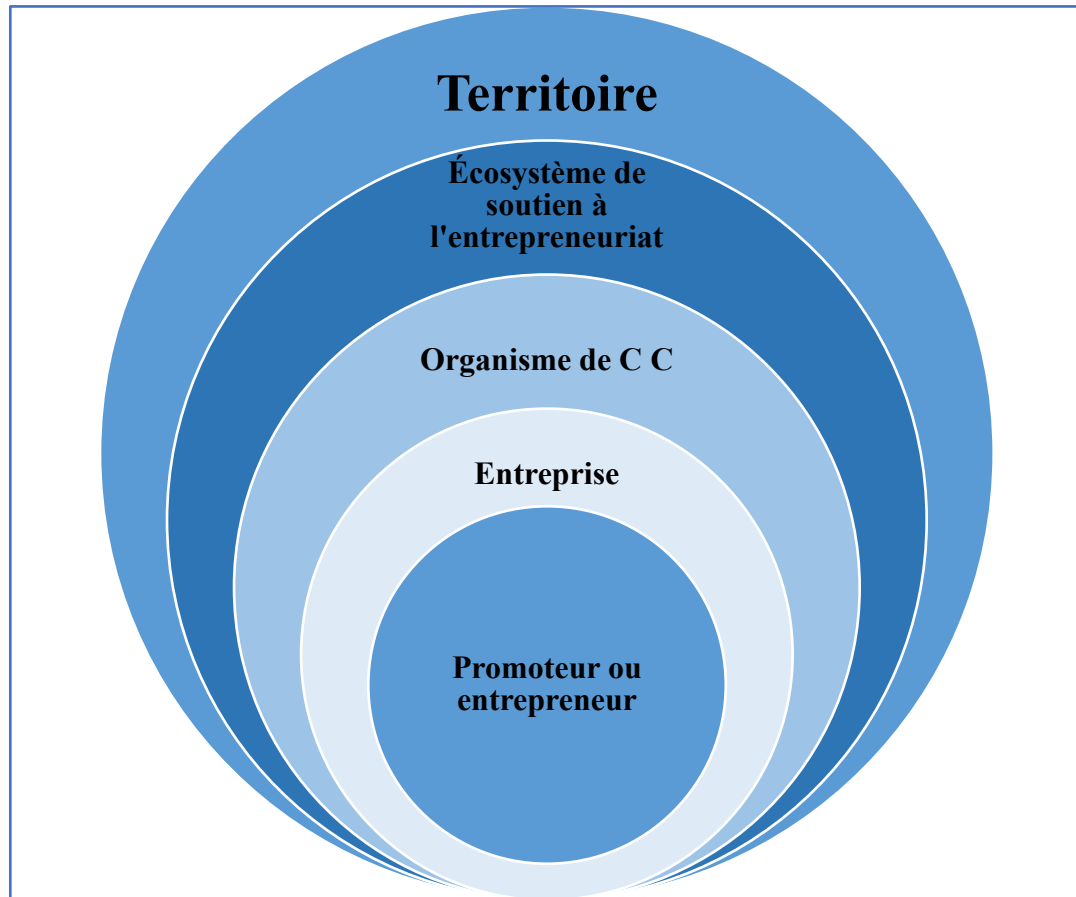 Territoire
Écosystème de
soutien à
l'entrepreneuriat
Organisme de C C
Entreprise
Promoteur ou
entrepreneur